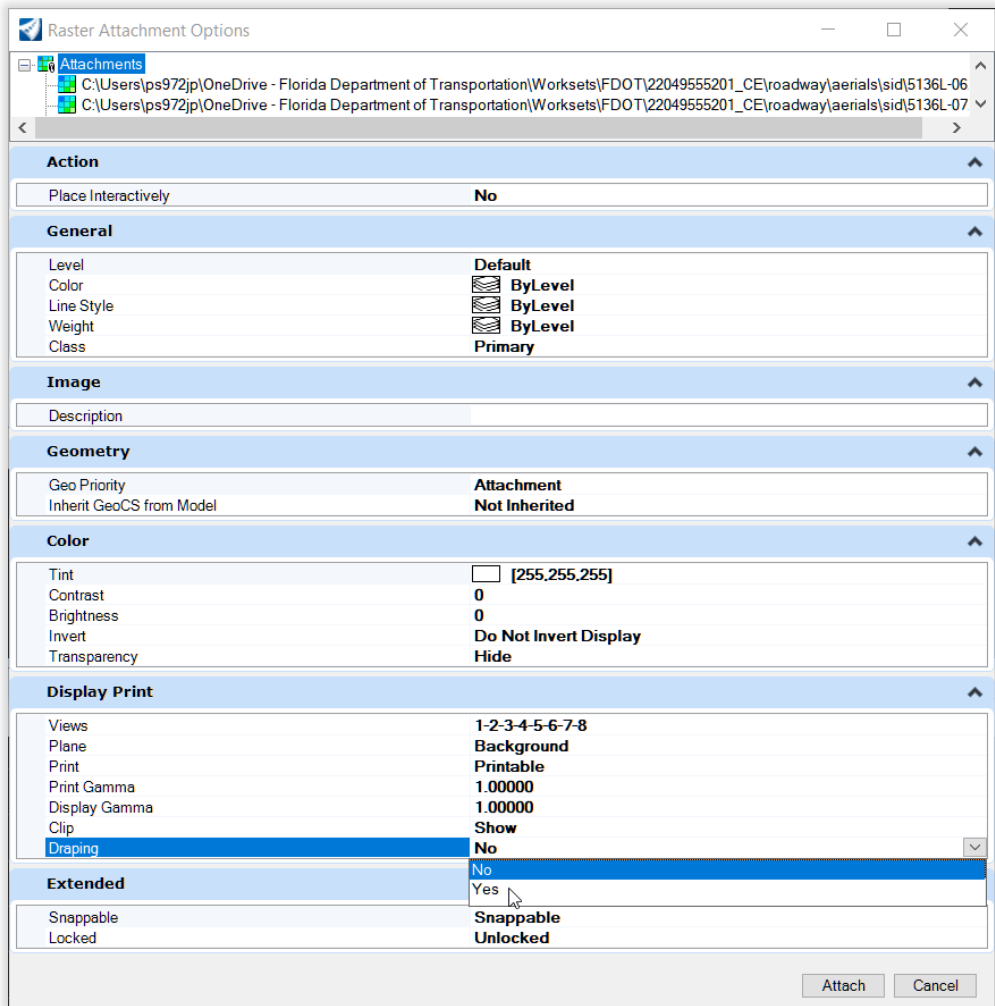 Raster Attachment Options
Attachments
C:\Users\ps972jp\OneDrive - Florida Department of Transportation\Worksets\FDOT\22049555201_CE\roadway\aerials\sid\5136L-06
C:\Users\ps972jp\OneDrive - Florida Department of Transportation\Worksets\FDOT\22049555201_CE\roadway\aerials\sid\5136L-07
Action
Place Interactively No
General
Level Default
Color ByLevel
Line Style ByLevel
Weight ByLevel
Class Primary
Image
Description
Geometry
Geo Priority Attachment
Inherit GeoCS from Model Not Inherited
Color
Tint [255,255,255]
Contrast 0
Brightness 0
Invert Do Not Invert Display
Transparency Hide
Display Print
Views 1-2-3-4-5-6-7-8
Plane Background
Print Printable
Print Gamma 1.00000
Display Gamma 1.00000
Clip Show
Draping No
No
Yes
Extended
Snappable Snappable
Locked Unlocked
Attach Cancel